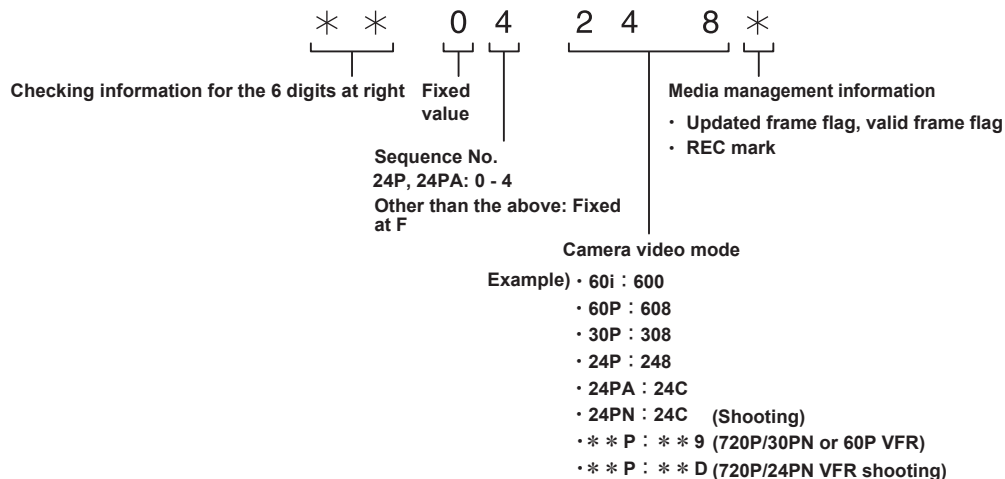 ＊ ＊ 0 4 2 4 8 ＊
Checking information for the 6 digits at right
Fixed
value
Media management information
・ Updated frame flag, valid frame flag
・ REC mark
Sequence No.
24P, 24PA: 0 - 4
Other than the above: Fixed
at F
Camera video mode
Example) ・ 60i：600
・ 60P：608
・ 30P：308
・ 24P：248
・ 24PA：24C
・ 24PN：24C (Shooting)
・＊＊P：＊＊9 (720P/30PN or 60P VFR)
・＊＊P：＊＊D (720P/24PN VFR shooting)